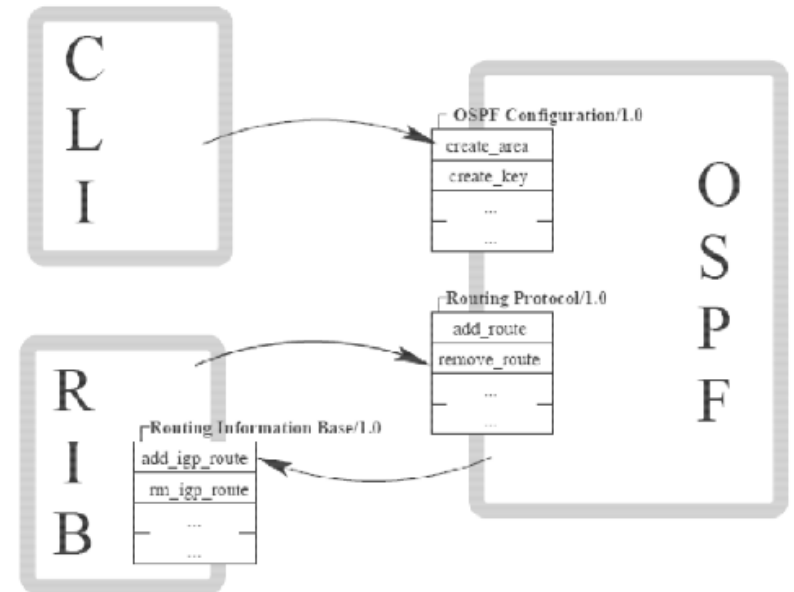 C
L
I
OSPF Configuration/1.0
create_area
create_key
...
...
O
S
P
F
Routing Protocol/1.0
add_route
remove_route
...
...
R
I
B
Routing Information Base/1.0
add_igp_route
rm_igp_route
...
...